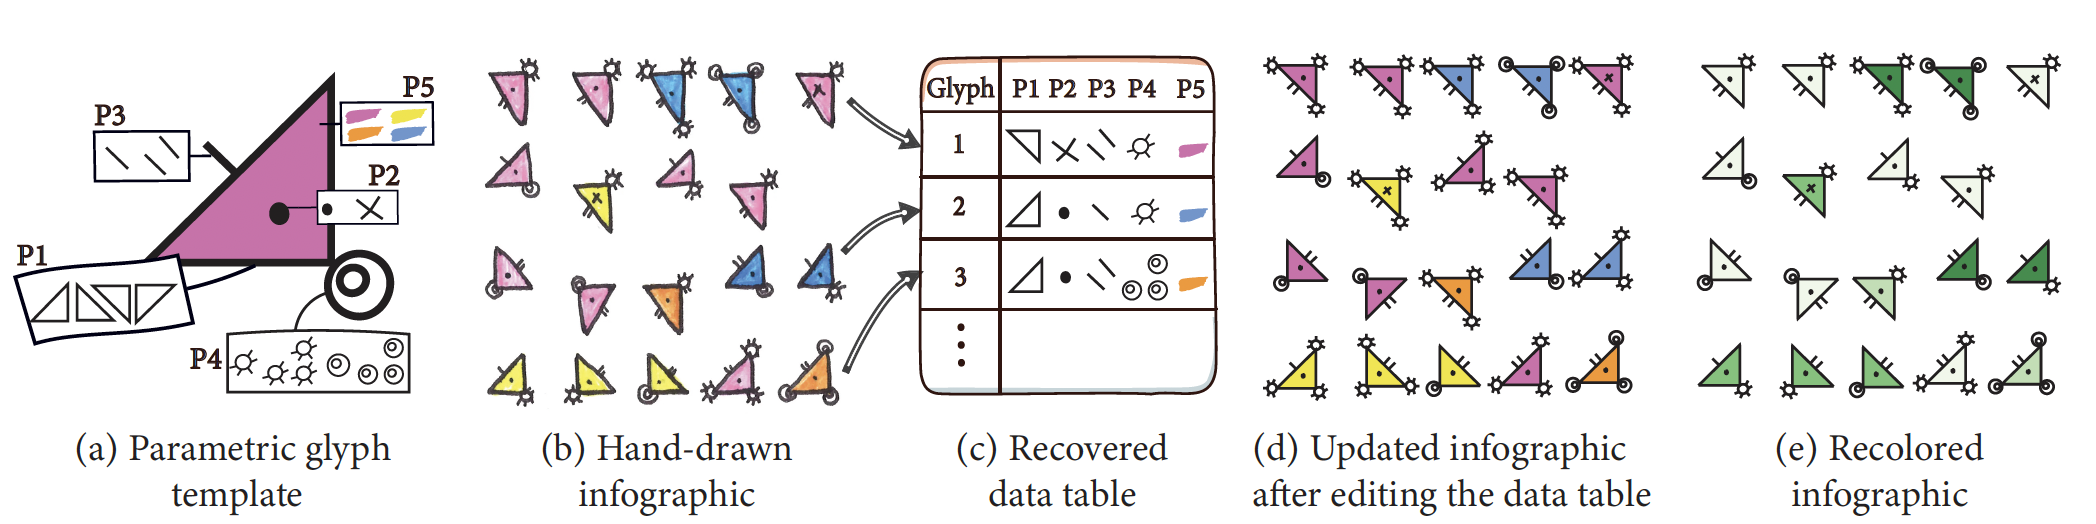 P5
P3
P2
P1
P4
Glyph P1 P2 P3 P4 P5
1
2
3
(a) Parametric glyph
template
(b) Hand-drawn
infographic
(c) Recovered
data table
(d) Updated infographic
after editing the data table
(e) Recolored
infographic